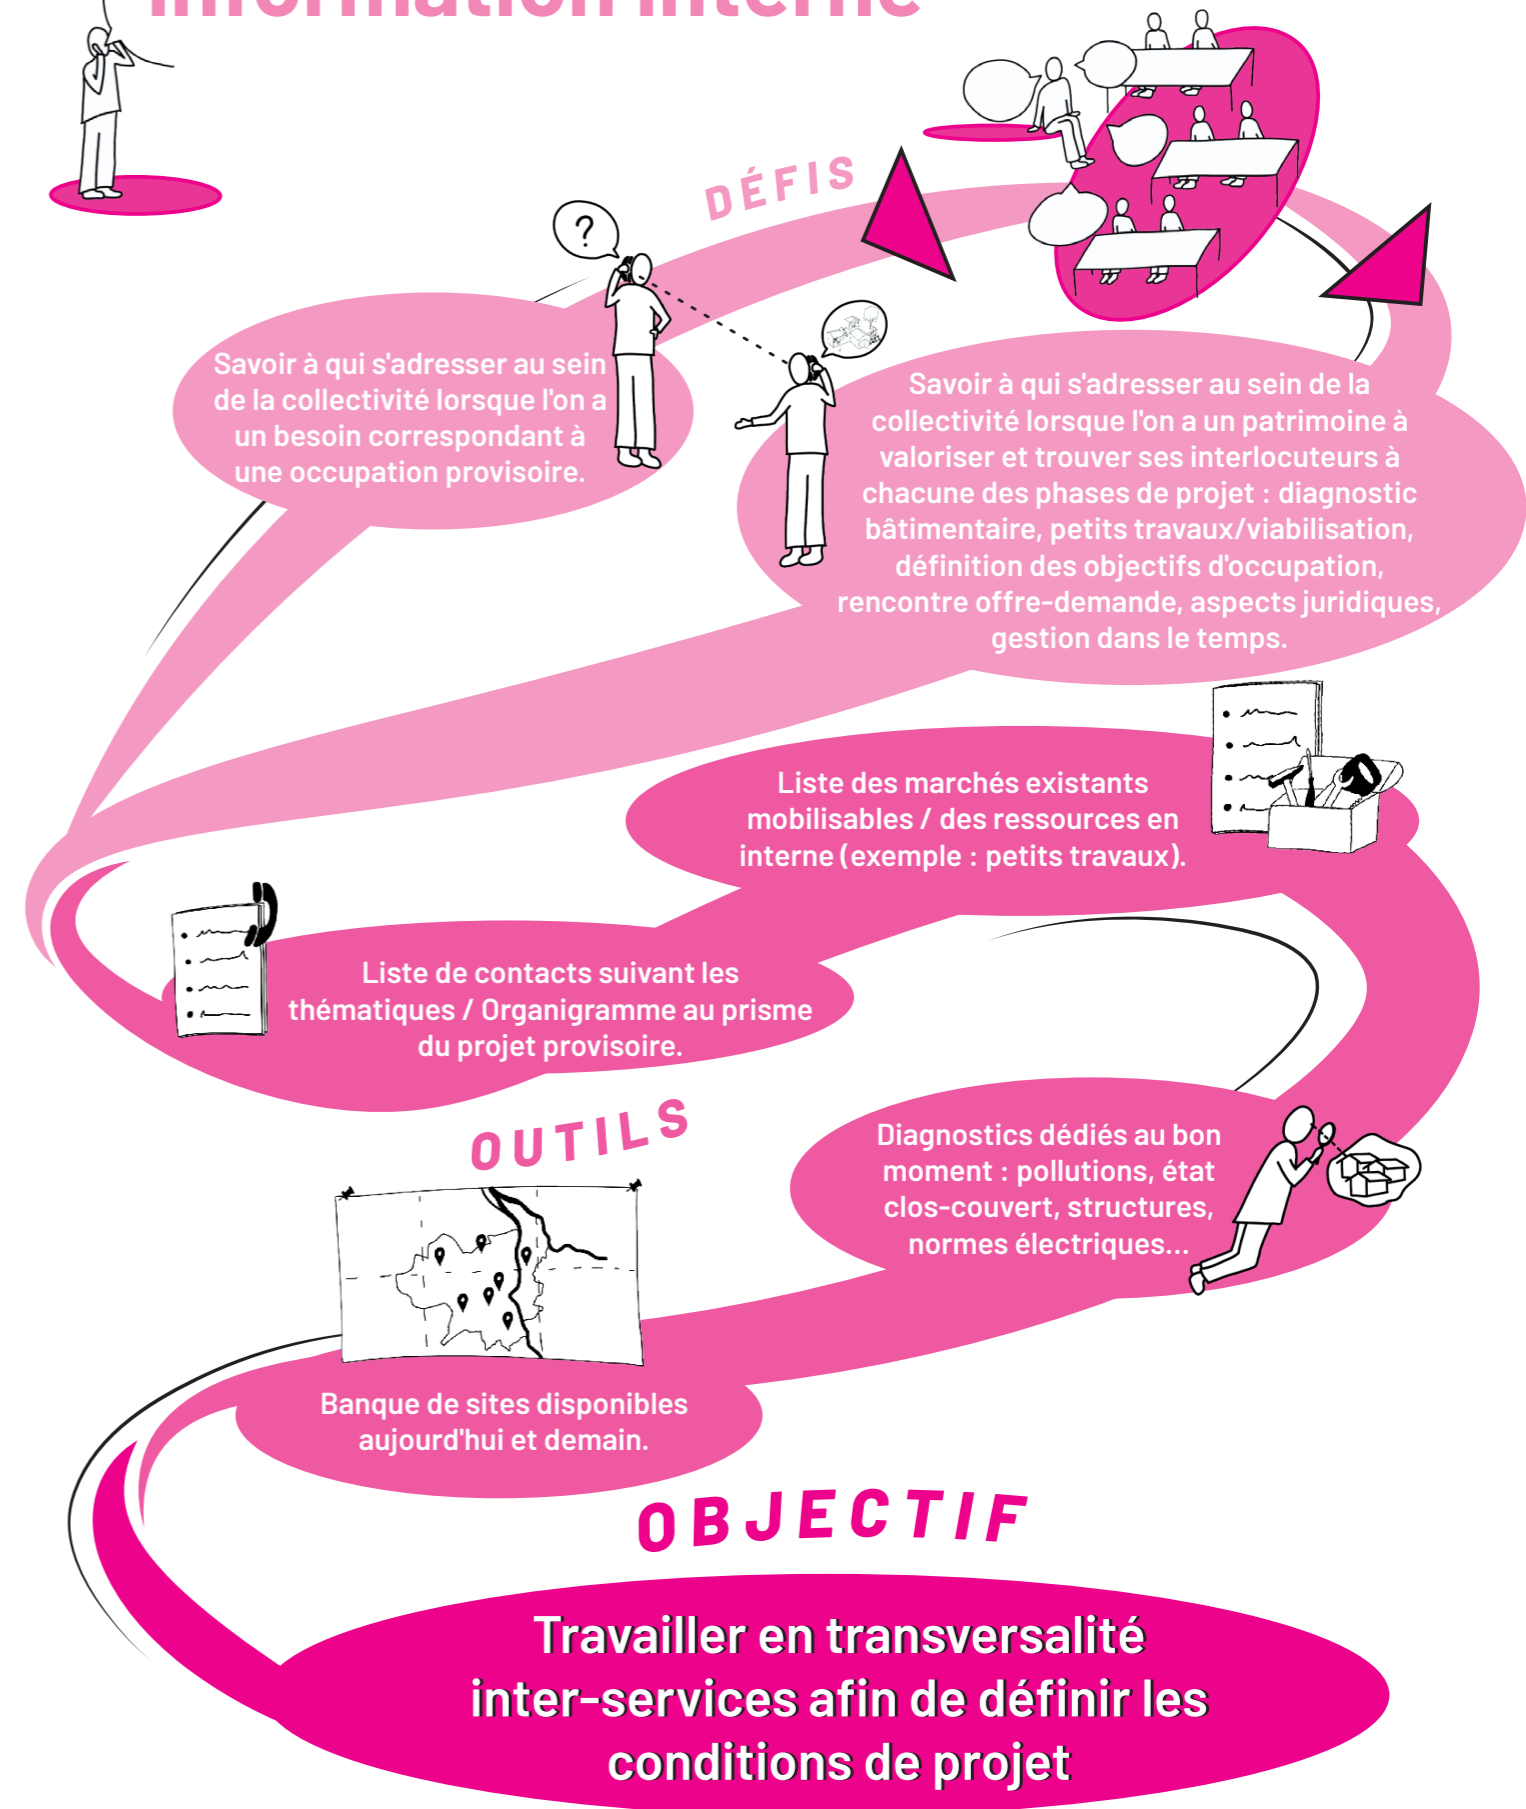 Information interne
DÉFIS
?
Savoir à qui s'adresser au sein
de la collectivité lorsque l'on a
un besoin correspondant à
une occupation provisoire.
Savoir à qui s'adresser au sein de la
collectivité lorsque l'on a un patrimoine à
valoriser et trouver ses interlocuteurs à
chacune des phases de projet : diagnostic
bâtimentaire, petits travaux/viabilisation,
définition des objectifs d'occupation,
rencontre offre-demande, aspects juridiques,
gestion dans le temps.
Liste des marchés existants
mobilisables / des ressources en
interne (exemple : petits travaux).
Liste de contacts suivant les
thématiques / Organigramme au prisme
du projet provisoire.
OUTILS
Diagnostics dédiés au bon
moment : pollutions, état
clos-couvert, structures,
normes électriques...
Banque de sites disponibles
aujourd'hui et demain.
OBJECTIF
Travailler en transversalité
inter-services afin de définir les
conditions de projet